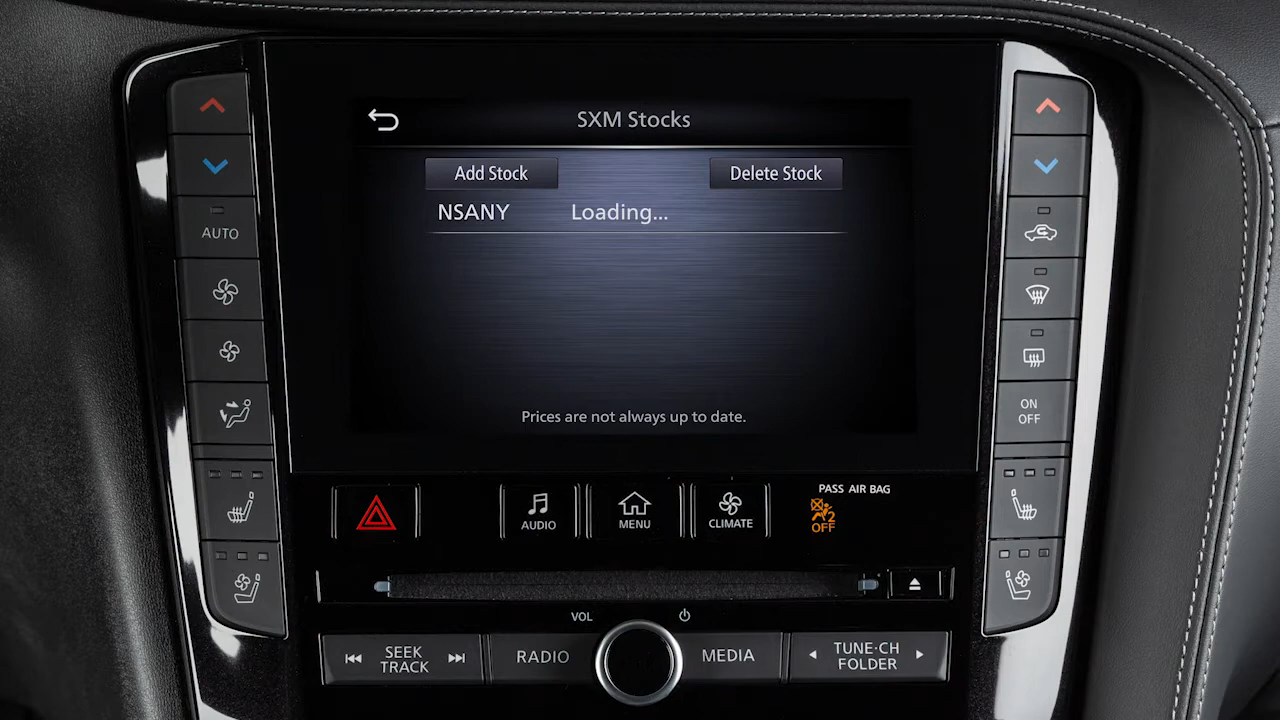 SXM Stocks
Add Stock
Delete Stock
NSANY
Loading...
Prices are not always up to date.
AUTO
ON
OFF
AUDIO
MENU
CLIMATE
PASS AIR BAG
2
OFF
VOL
SEEK
TRACK
RADIO
MEDIA
TUNE·CH
FOLDER